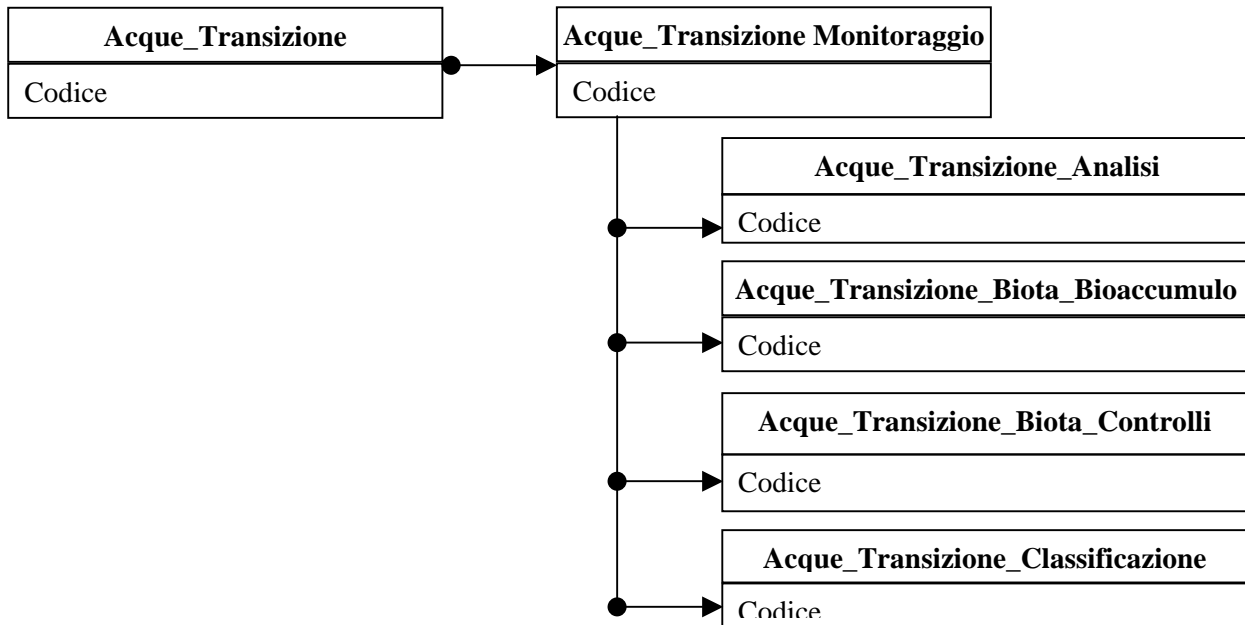 Acque_Transizione
Codice
Acque_Transizione Monitoraggio
Codice
Acque_Transizione_Analisi
Codice
Acque_Transizione_Biota_Bioaccumulo
Codice
Acque_Transizione_Biota_Controlli
Codice
Acque_Transizione_Classificazione
Codice